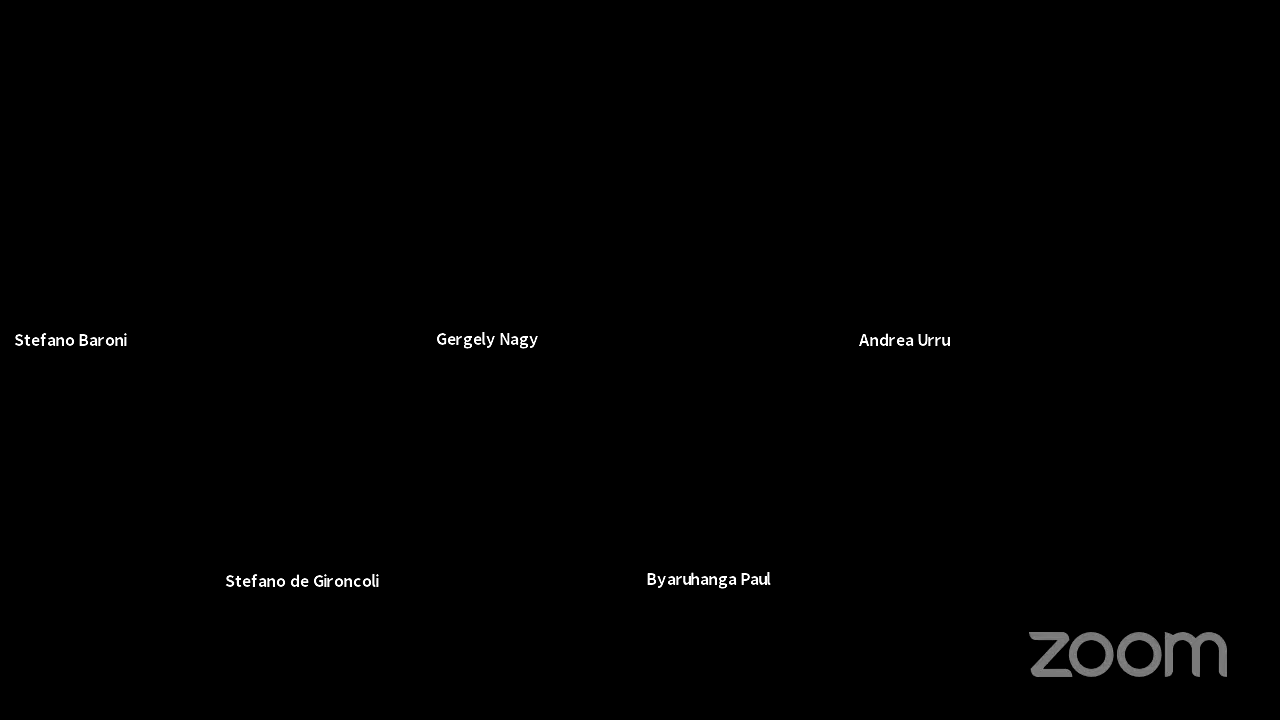 Stefano Baroni
Gergely Nagy
Andrea Urru
Stefano de Gironcoli
Byaruhanga Paul
zoom